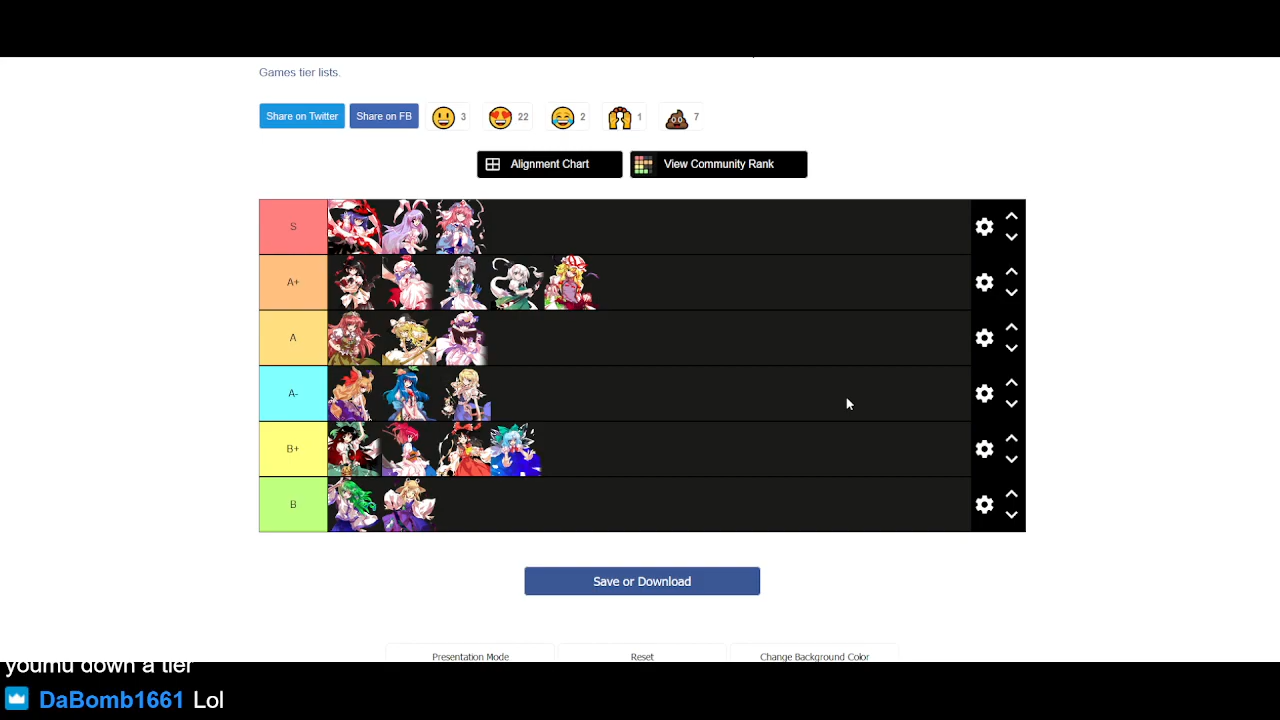 Games tier lists.
Share on Twitter Share on FB 3 22 2 1 7
Alignment Chart View Community Rank
S
A+
A
A-
B+
B
Save or Download
Presentation Mode Reset Change Background Color
youmu down a tier
DaBomb1661 Lol